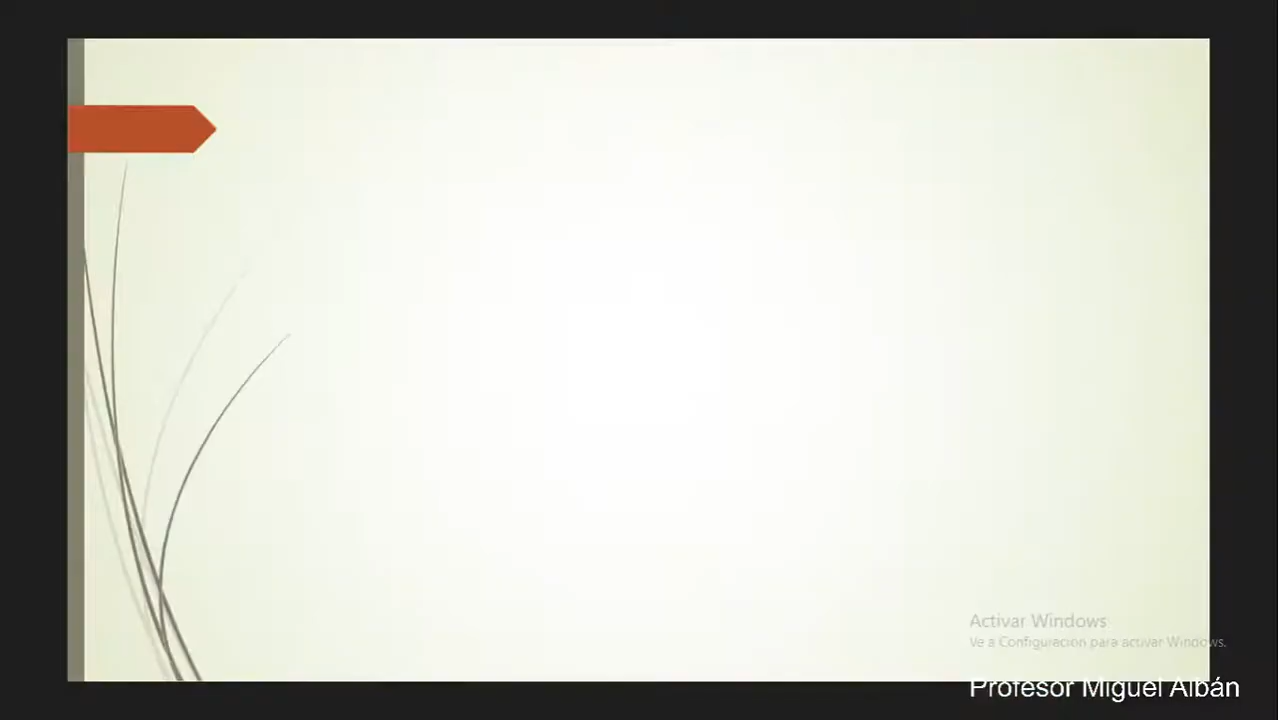 Activar Windows
Ve a Configuración para activar Windows.
Profesor Miguel Albán